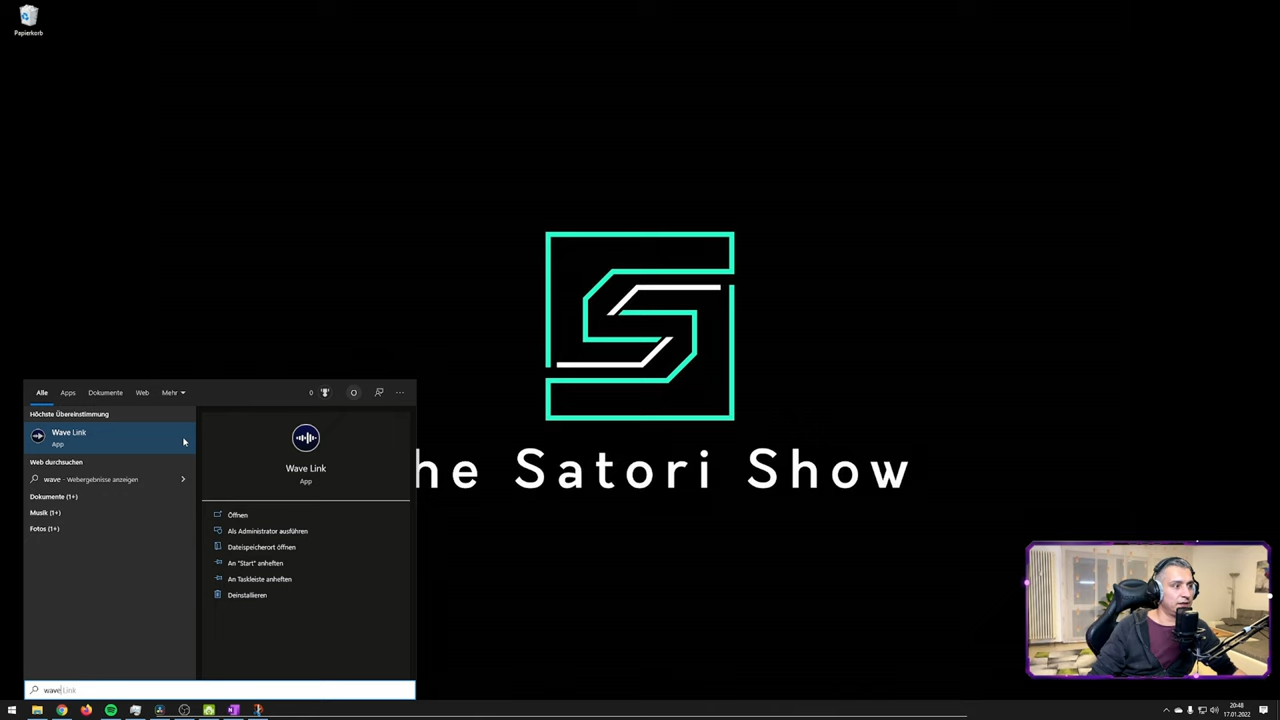 Papierkorb
he Satori Show
Alle Apps Dokumente Web Mehr 0 O ...
Höchste Übereinstimmung
Wave Link
App
Web durchsuchen
wave - Webergebnisse anzeigen
Dokumente (1+)
Musik (1+)
Fotos (1+)
Wave Link
App
Öffnen
Als Administrator ausführen
Dateispeicherort öffnen
An "Start" anheften
An Taskleiste anheften
Deinstallieren
wave Link
20:48
17.01.2022